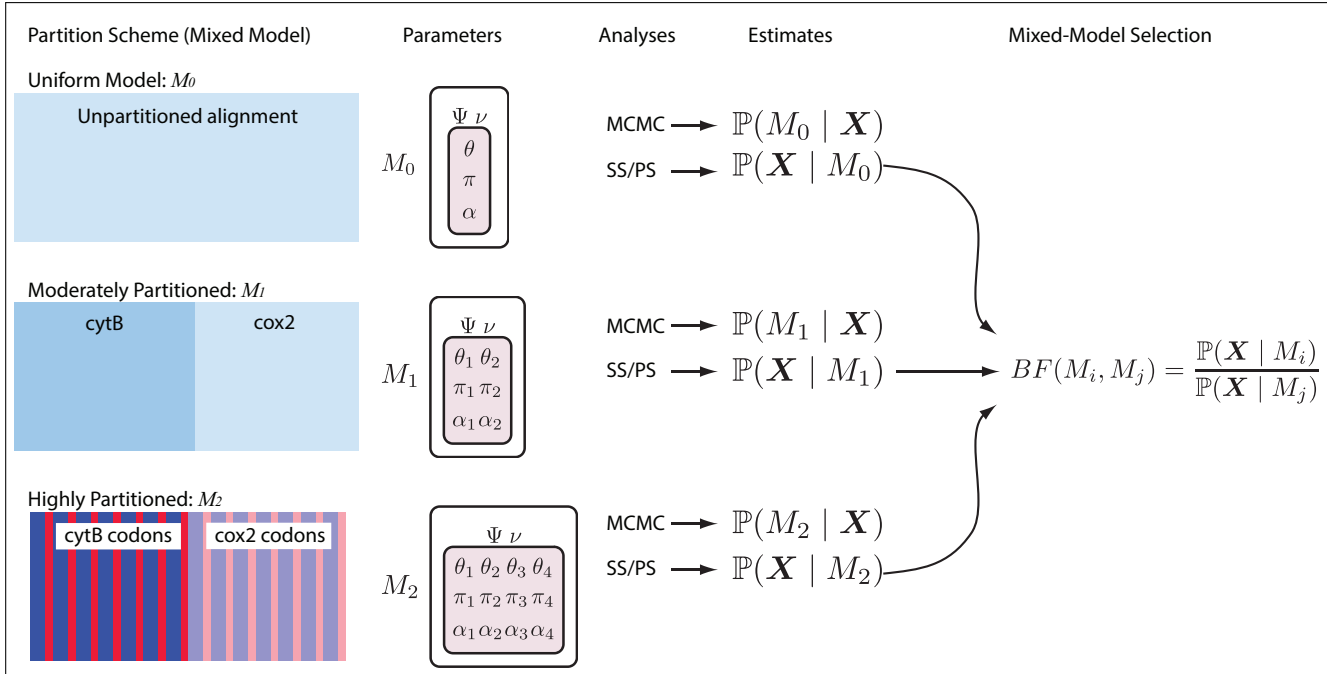 Partition Scheme (Mixed Model) Parameters Analyses Estimates Mixed-Model Selection
Uniform Model: M₀
Unpartitioned alignment
M₀
Ψ ν
θ
π
α
MCMC ℙ(M₀ | X)
SS/PS ℙ(X | M₀)
Moderately Partitioned: M₁
cytB cox2
M₁
Ψ ν
θ₁ θ₂
π₁ π₂
α₁ α₂
MCMC ℙ(M₁ | X)
SS/PS ℙ(X | M₁)
BF(Mᵢ, Mⱼ) = ℙ(X | Mᵢ)
ℙ(X | Mⱼ)
Highly Partitioned: M₂
cytB codons cox2 codons
M₂
Ψ ν
θ₁ θ₂ θ₃ θ₄
π₁ π₂ π₃ π₄
α₁ α₂ α₃ α₄
MCMC ℙ(M₂ | X)
SS/PS ℙ(X | M₂)